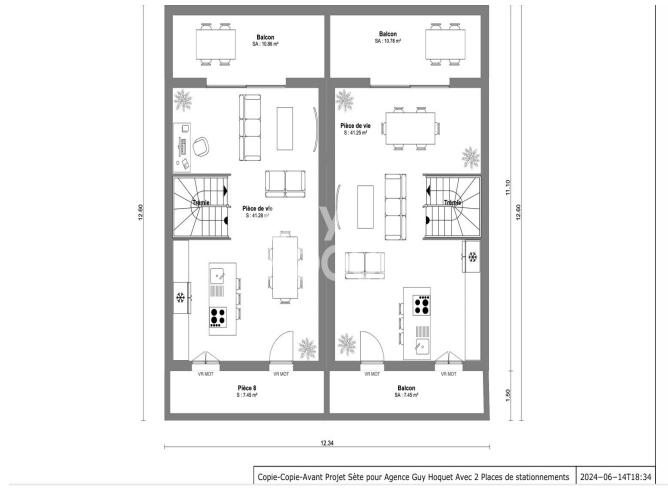 Balcon
SA : 10.86 m²
Balcon
SA : 10.78 m²
Pièce de vie
S : 41.25 m²
Trémie
Trémie
Pièce de vie
S : 41.28 m²
12.60
11.10
12.60
VR MOT
VR MOT
VR MOT
VR MOT
Pièce 8
S : 7.45 m²
Balcon
SA : 7.45 m²
1.50
12.34
Copie-Copie-Avant Projet Sète pour Agence Guy Hoquet Avec 2 Places de stationnements
2024-06-14T18:34